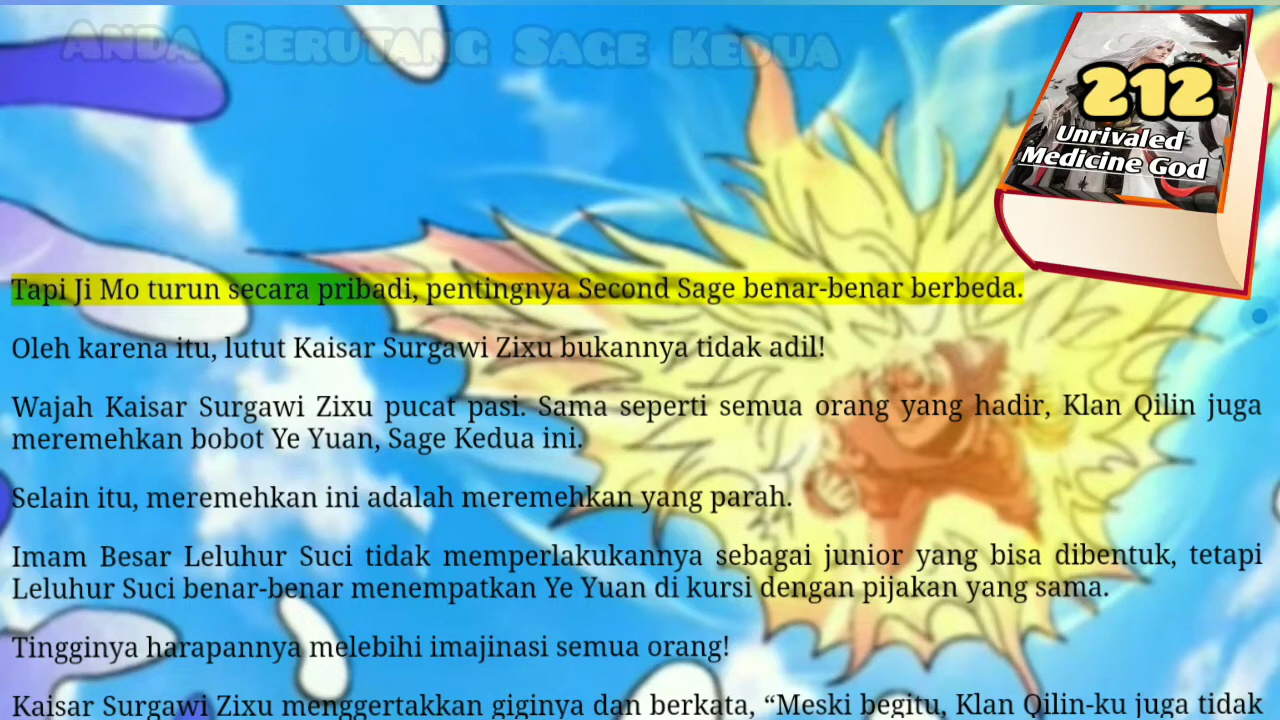 Anda Berutang Sage Kedua
212
Unrivaled
Medicine God
Tapi Ji Mo turun secara pribadi, pentingnya Second Sage benar-benar berbeda.
Oleh karena itu, lutut Kaisar Surgawi Zixu bukannya tidak adil!
Wajah Kaisar Surgawi Zixu pucat pasi. Sama seperti semua orang yang hadir, Klan Qilin juga
meremehkan bobot Ye Yuan, Sage Kedua ini.
Selain itu, meremehkan ini adalah meremehkan yang parah.
Imam Besar Leluhur Suci tidak memperlakukannya sebagai junior yang bisa dibentuk, tetapi
Leluhur Suci benar-benar menempatkan Ye Yuan di kursi dengan pijakan yang sama.
Tingginya harapannya melebihi imajinasi semua orang!
Kaisar Surgawi Zixu menggertakkan giginya dan berkata, “Meski begitu, Klan Qilin-ku juga tidak